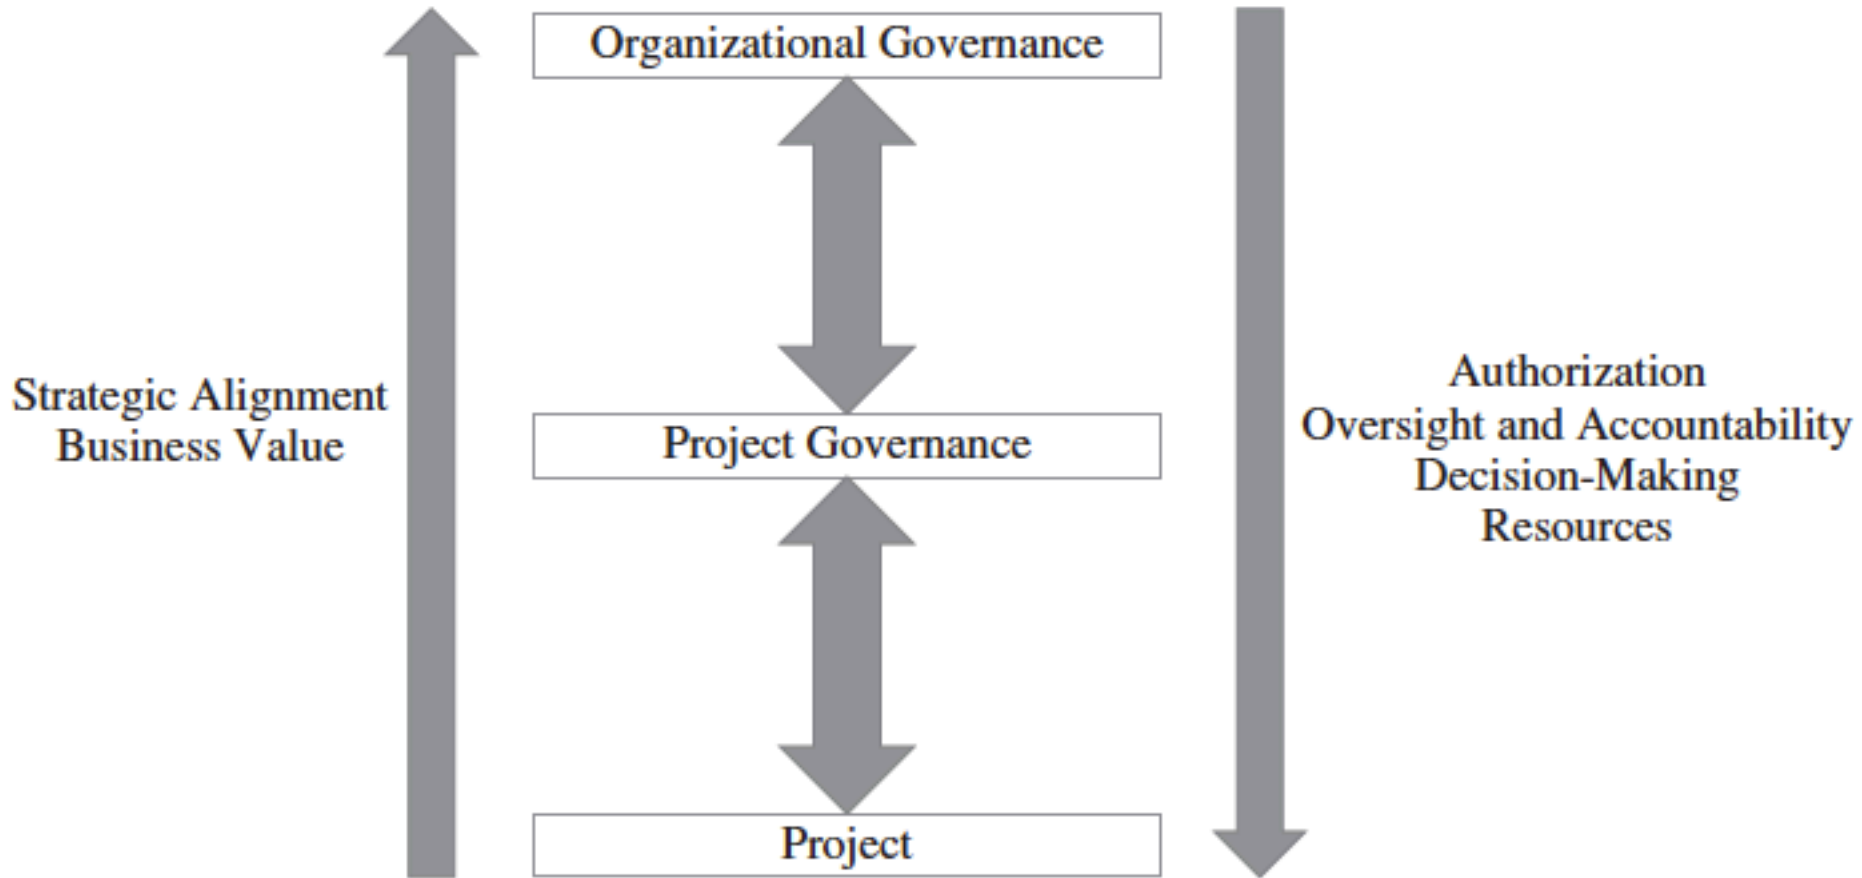 Organizational Governance
Strategic Alignment
Business Value
Project Governance
Authorization
Oversight and Accountability
Decision-Making
Resources
Project